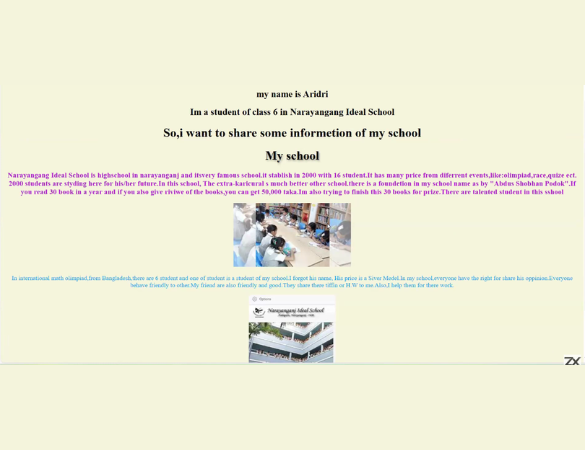 my name is Aridri
Im a student of class 6 in Narayangang Ideal School
So,i want to share some informetion of my school
My school
Narayangang Ideal School is highschool in narayanganj and itsvery famous school.it stablish in 2000 with 16 student.It has many price from diferrent events,like:olimpiad,race,quize ect.
2000 students are styding here for his/her future.In this school, The extra-karicural s much better other school.there is a foundetion in my school name as by "Abdus Shobhan Podok".If
you read 30 book in a year and if you also give riviwe of the books,you can get 50,000 taka.Im also trying to finish this 30 books for prize.There are talented student in this sshool
In international math olimpiad,from Bangladesh,there are 6 student and one of student is a student of my school.I forgot his name, His price is a Siver Medel.In my school,everyone have the right for share his oppinion.Everyone
behave friendly to other.My friend are also friendly and good.They share there tiffin or H.W to me.Also,I help them for there work.
Narayanganj Ideal School
ZX